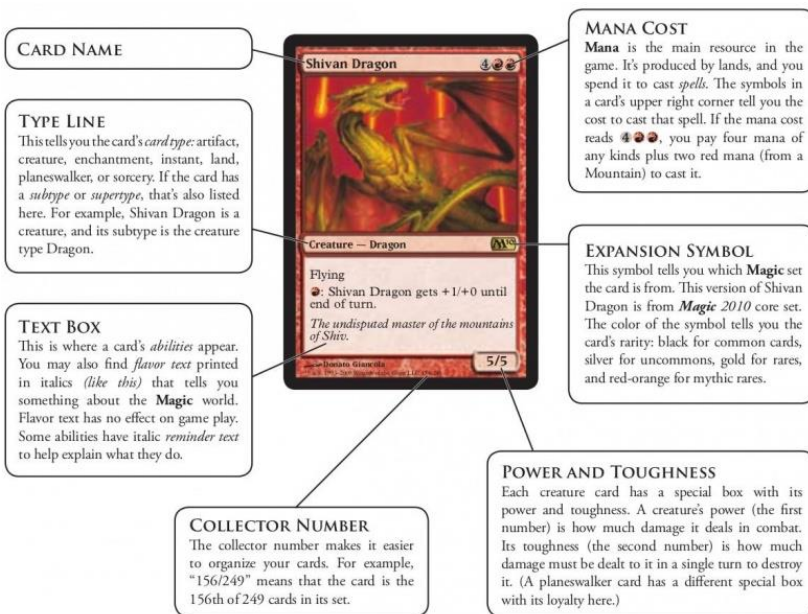 CARD NAME
MANA COST
Mana is the main resource in the
game. It's produced by lands, and you
spend it to cast spells. The symbols in
a card's upper right corner tell you the
cost to cast that spell. If the mana cost
reads 4, you pay four mana of
any kinds plus two red mana (from a
Mountain) to cast it.
TYPE LINE
This tells you the card's card type: artifact,
creature, enchantment, instant, land,
planeswalker, or sorcery. If the card has
a subtype or supertype, that's also listed
here. For example, Shivan Dragon is a
creature, and its subtype is the creature
type Dragon.
Shivan Dragon 4
Creature — Dragon M10
Flying
: Shivan Dragon gets +1/+0 until
end of turn.
The undisputed master of the mountains
of Shiv.
Donato Giancola
5/5
EXPANSION SYMBOL
This symbol tells you which Magic set
the card is from. This version of Shivan
Dragon is from Magic 2010 core set.
The color of the symbol tells you the
card's rarity: black for common cards,
silver for uncommons, gold for rares,
and red-orange for mythic rares.
TEXT BOX
This is where a card's abilities appear.
You may also find flavor text printed
in italics (like this) that tells you
something about the Magic world.
Flavor text has no effect on game play.
Some abilities have italic reminder text
to help explain what they do.
COLLECTOR NUMBER
The collector number makes it easier
to organize your cards. For example,
"156/249" means that the card is the
156th of 249 cards in its set.
POWER AND TOUGHNESS
Each creature card has a special box with its
power and toughness. A creature's power (the first
number) is how much damage it deals in combat.
Its toughness (the second number) is how much
damage must be dealt to it in a single turn to destroy
it. (A planeswalker card has a different special box
with its loyalty here.)